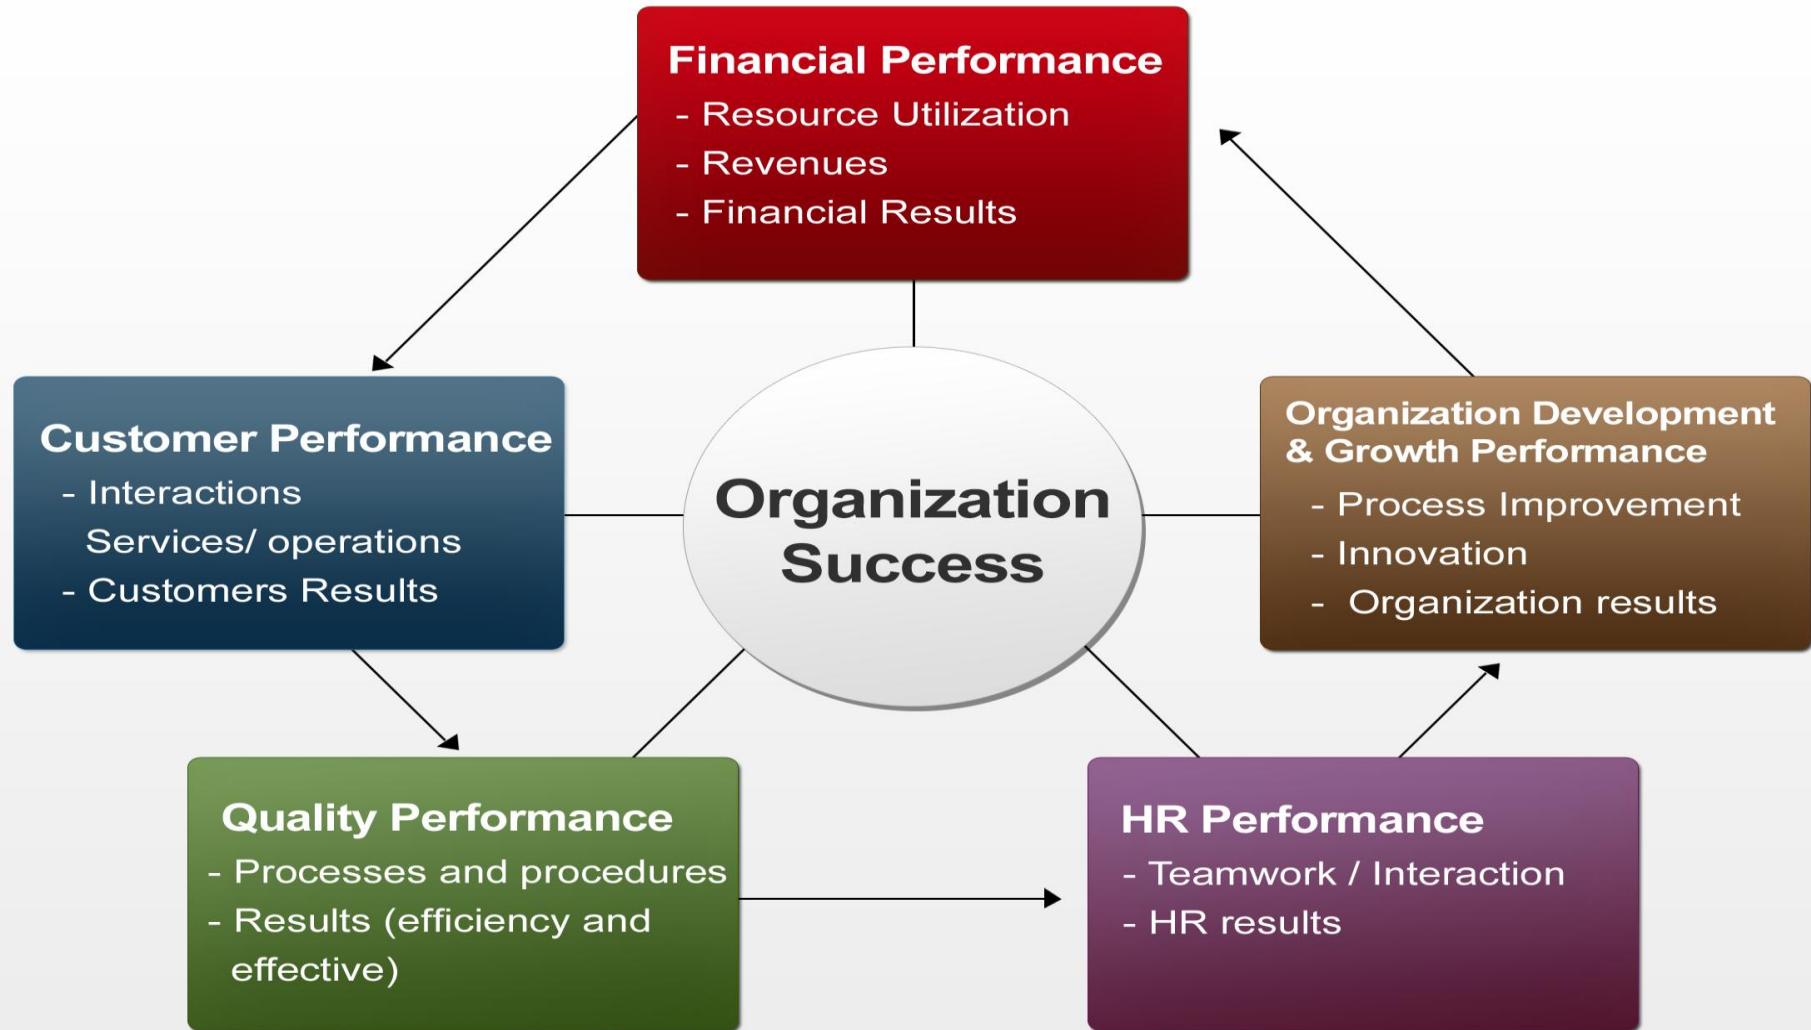 Financial Performance
- Resource Utilization
- Revenues
- Financial Results
Customer Performance
- Interactions
Services/ operations
- Customers Results
Organization
Success
Organization Development
& Growth Performance
- Process Improvement
- Innovation
- Organization results
Quality Performance
- Processes and procedures
- Results (efficiency and
effective)
HR Performance
- Teamwork / Interaction
- HR results